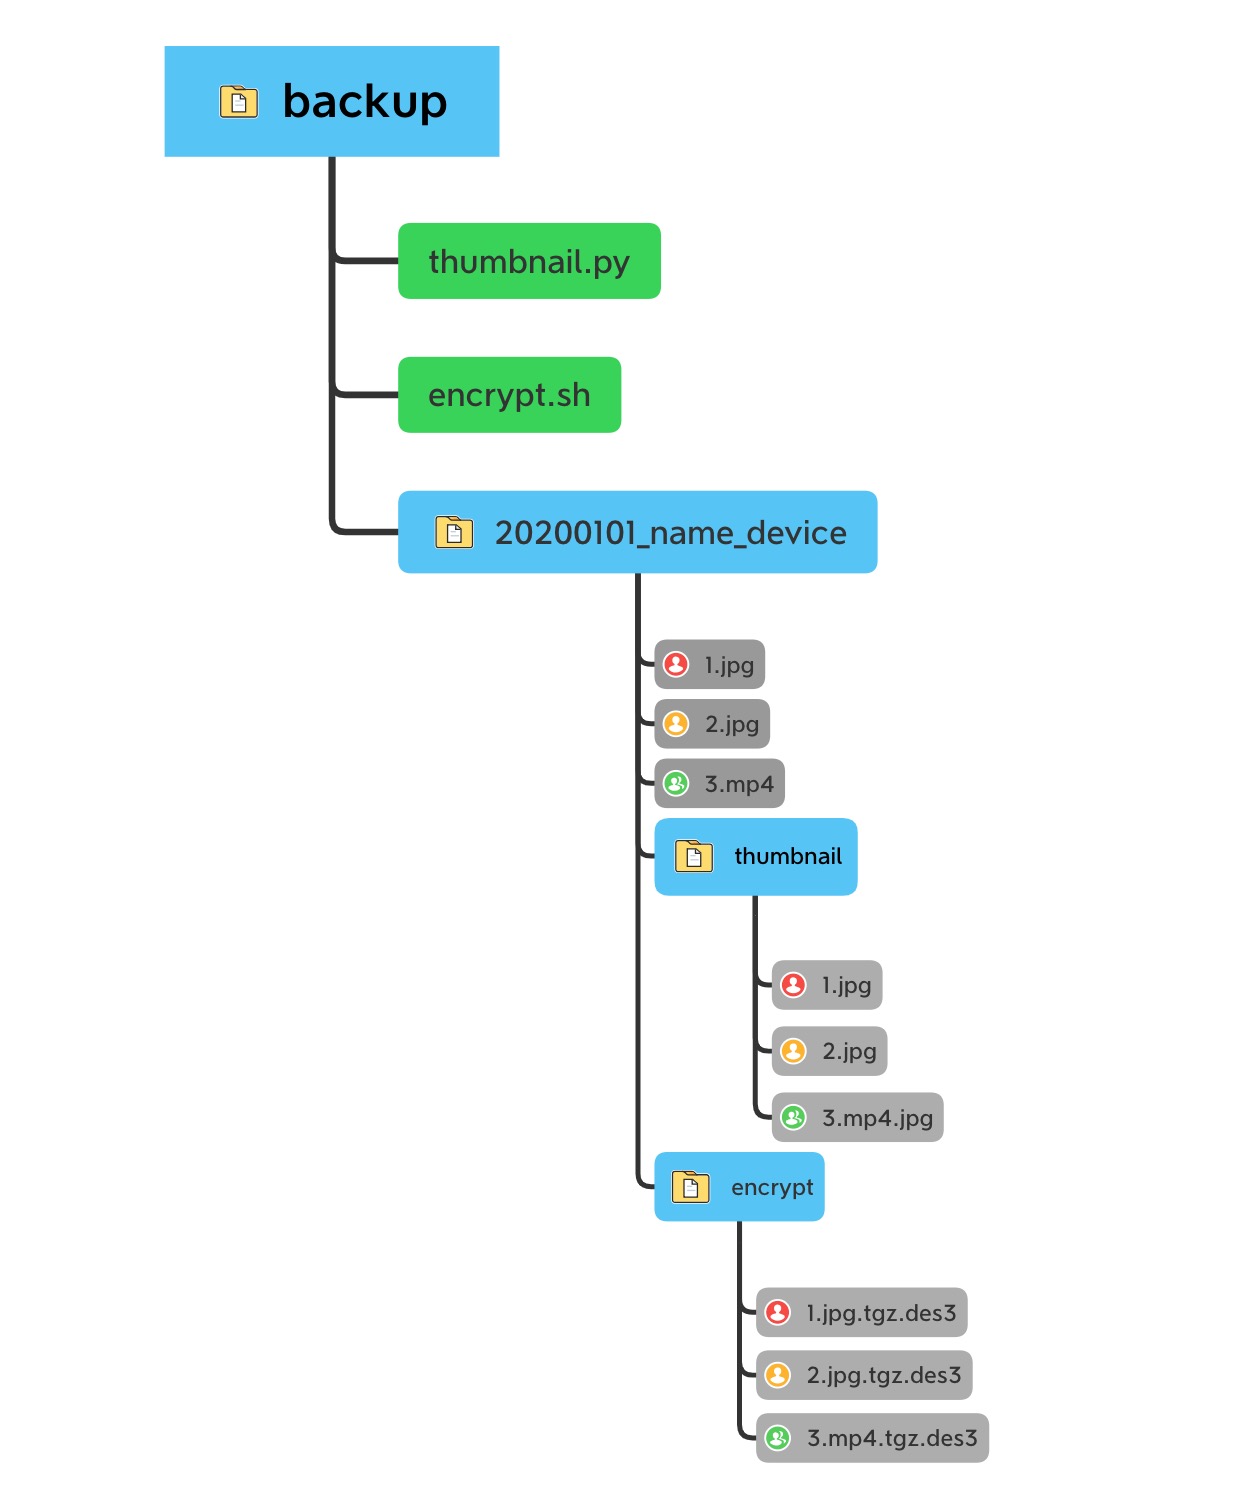 backup
thumbnail.py
encrypt.sh
20200101_name_device
1.jpg
2.jpg
3.mp4
thumbnail
1.jpg
2.jpg
3.mp4.jpg
encrypt
1.jpg.tgz.des3
2.jpg.tgz.des3
3.mp4.tgz.des3